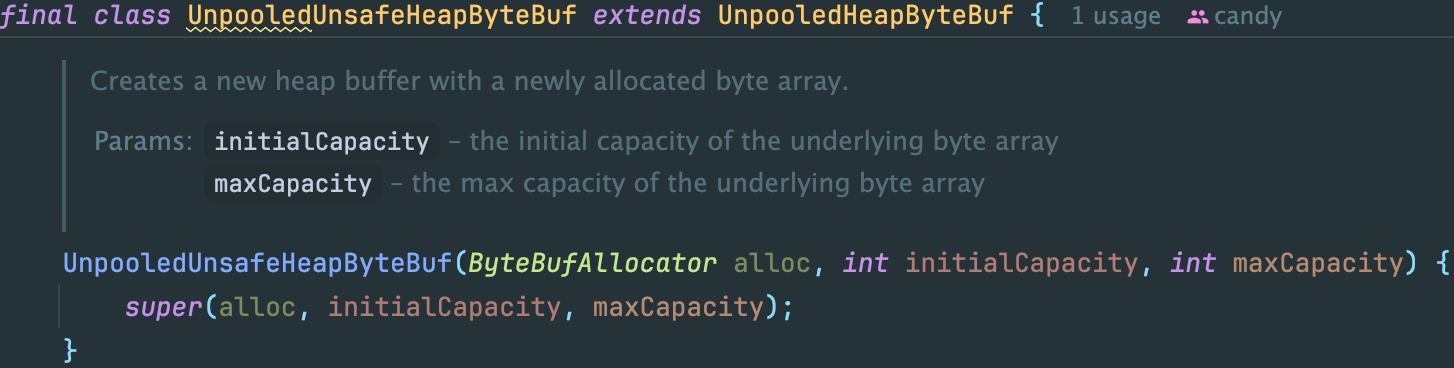 final class UnpooledUnsafeHeapByteBuf extends UnpooledHeapByteBuf { 1 usage candy
Creates a new heap buffer with a newly allocated byte array.
Params: initialCapacity – the initial capacity of the underlying byte array
maxCapacity – the max capacity of the underlying byte array
UnpooledUnsafeHeapByteBuf(ByteBufAllocator alloc, int initialCapacity, int maxCapacity) {
super(alloc, initialCapacity, maxCapacity);
}